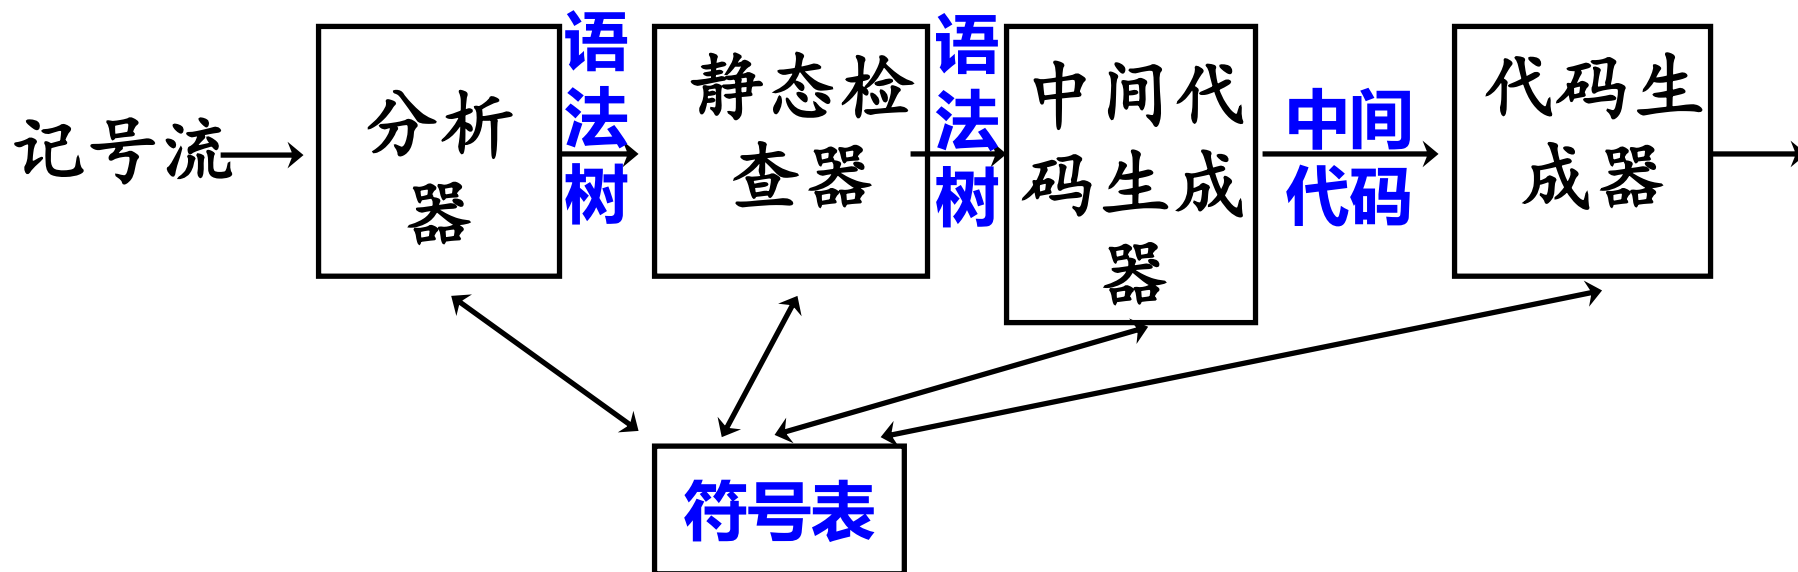 记号流
分析
器
语
法
树
静态检
查器
语
法
树
中间代
码生成
器
中间
代码
代码生
成器
符号表